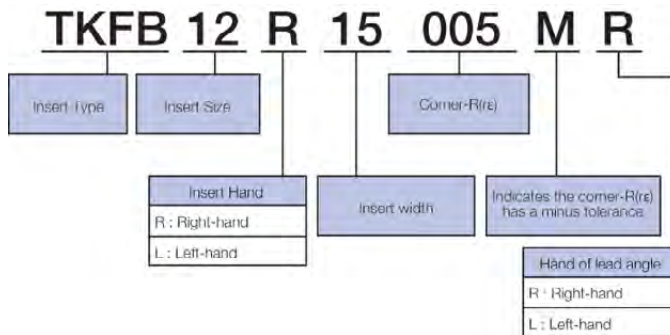 TKFB 12 R 15 005 M R
Insert Type
Insert Size
Corner-R(rε)
Insert Hand
R : Right-hand
L : Left-hand
Insert width
Indicates the corner-R(rε)
has a minus tolerance
Hand of lead angle
R : Right-hand
L : Left-hand